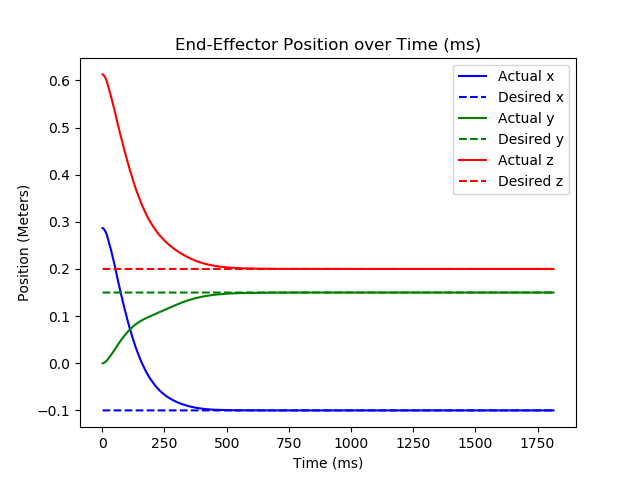 End-Effector Position over Time (ms)
Actual x
Desired x
Actual y
Desired y
Actual z
Desired z
Position (Meters)
0.6
0.5
0.4
0.3
0.2
0.1
0.0
−0.1
0 250 500 750 1000 1250 1500 1750
Time (ms)